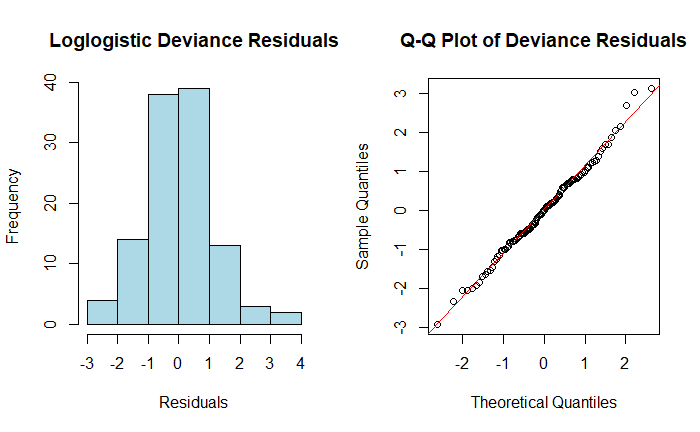 Loglogistic Deviance Residuals
Frequency
40
30
20
10
0
-3 -2 -1 0 1 2 3 4
Residuals
Q-Q Plot of Deviance Residuals
Sample Quantiles
3
2
1
0
-1
-2
-3
-2 -1 0 1 2
Theoretical Quantiles